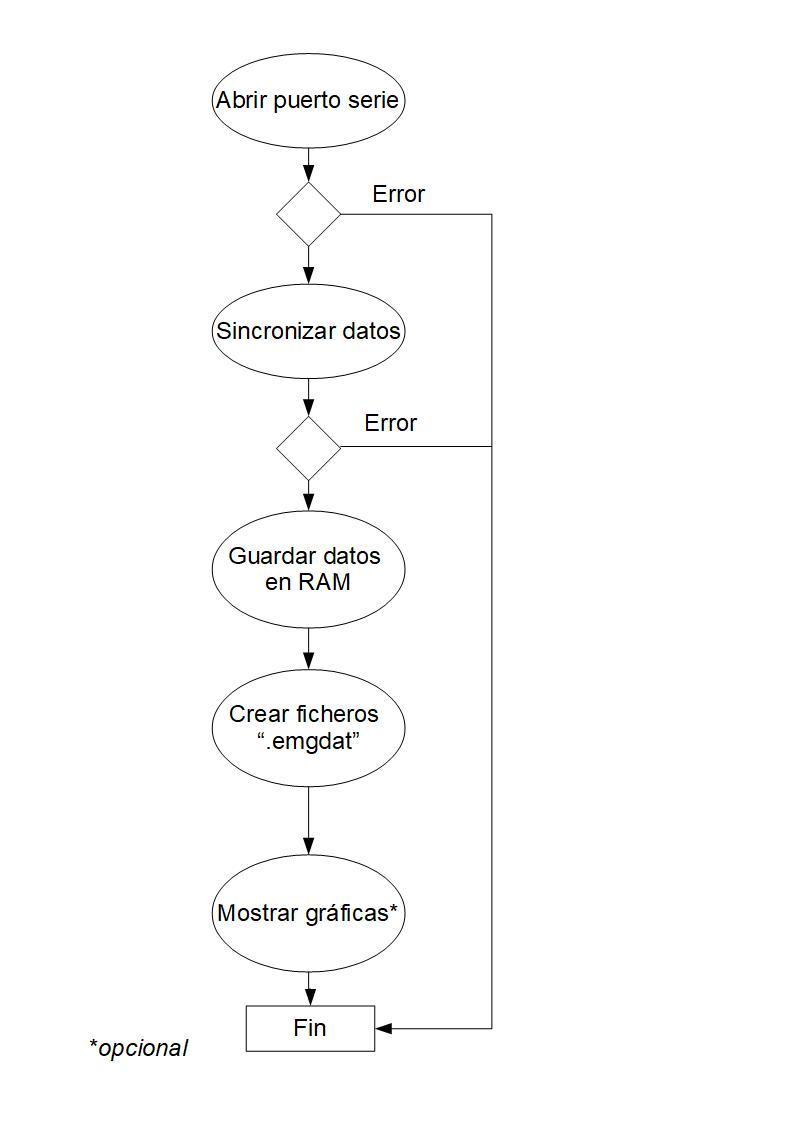 Abrir puerto serie
Error
Sincronizar datos
Error
Guardar datos
en RAM
Crear ficheros
“.emgdat”
Mostrar gráficas*
Fin
*opcional